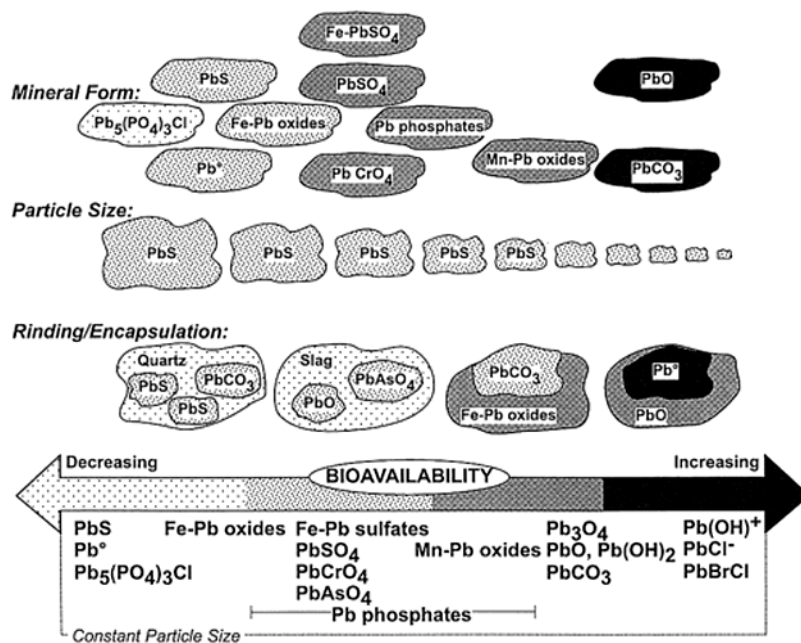 Fe-PbSO4
PbS
PbSO4
PbO
Mineral Form:
Pb5(PO4)3Cl
Fe-Pb oxides
Pb phosphates
Mn-Pb oxides
Pb°
Pb CrO4
PbCO3
Particle Size:
PbS PbS PbS PbS PbS
Rinding/Encapsulation:
Quartz
PbS
PbCO3
PbS
Slag
PbAsO4
PbO
PbCO3
Fe-Pb oxides
Pb°
PbO
Decreasing
BIOAVAILABILITY
Increasing
PbS Fe-Pb oxides Fe-Pb sulfates Pb3O4 Pb(OH)+
Pb° PbSO4 Mn-Pb oxides PbO, Pb(OH)2 PbCl-
Pb5(PO4)3Cl PbCrO4 PbCO3 PbBrCl
PbAsO4
Pb phosphates
Constant Particle Size